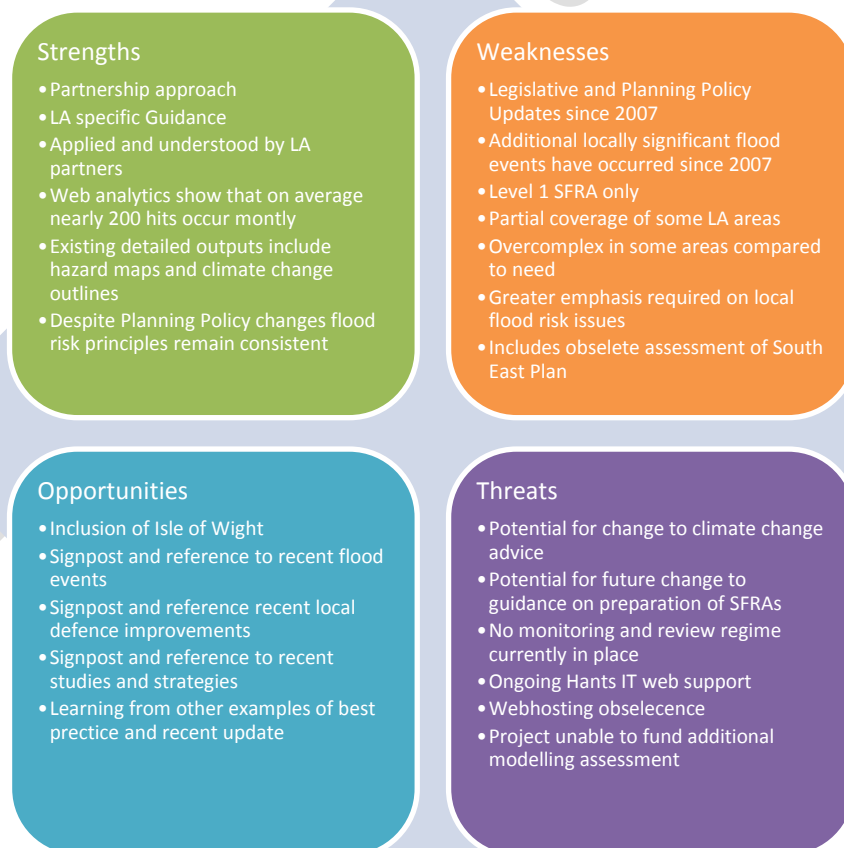 Strengths
•Partnership approach
•LA specific Guidance
•Applied and understood by LA
partners
•Web analytics show that on average
nearly 200 hits occur montly
•Existing detailed outputs include
hazard maps and climate change
outlines
•Despite Planning Policy changes flood
risk principles remain consistent
Weaknesses
•Legislative and Planning Policy
Updates since 2007
•Additional locally significant flood
events have occurred since 2007
•Level 1 SFRA only
•Partial coverage of some LA areas
•Overcomplex in some areas compared
to need
•Greater emphasis required on local
flood risk issues
•Includes obselete assessment of South
East Plan
Opportunities
•Inclusion of Isle of Wight
•Signpost and reference to recent flood
events
•Signpost and reference recent local
defence improvements
•Signpost and reference to recent
studies and strategies
•Learning from other examples of best
prectice and recent update
Threats
•Potential for change to climate change
advice
•Potential for future change to
guidance on preparation of SFRAs
•No monitoring and review regime
currently in place
•Ongoing Hants IT web support
•Webhosting obselecence
•Project unable to fund additional
modelling assessment